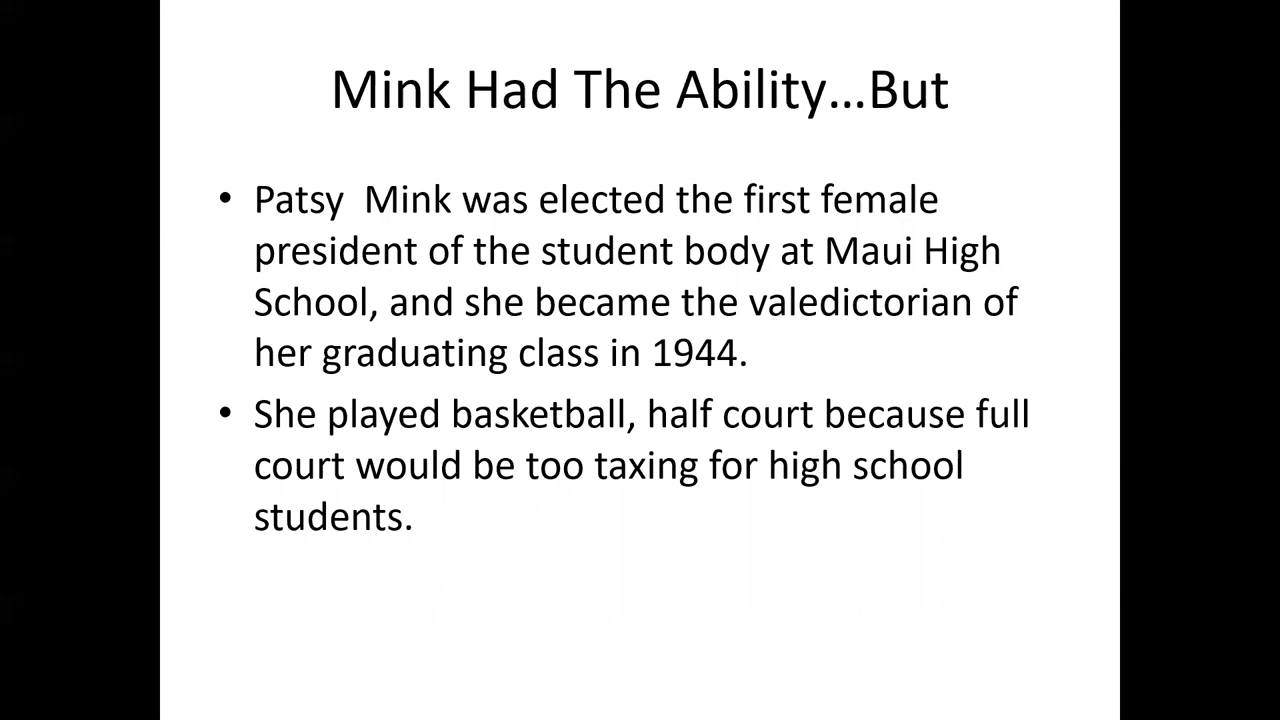 Mink Had The Ability…But
• Patsy  Mink was elected the first female
president of the student body at Maui High
School, and she became the valedictorian of
her graduating class in 1944.
• She played basketball, half court because full
court would be too taxing for high school
students.